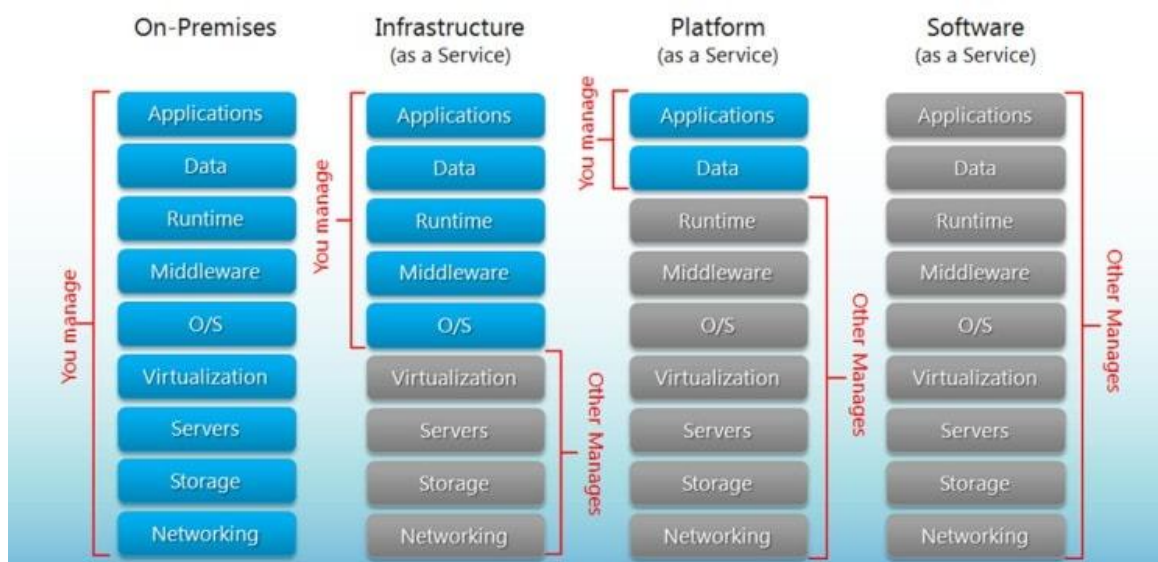 On-Premises
Infrastructure
(as a Service)
Platform
(as a Service)
Software
(as a Service)
You manage
Applications
Data
Runtime
Middleware
O/S
Virtualization
Servers
Storage
Networking
You manage
Applications
Data
Runtime
Middleware
O/S
Virtualization
Servers
Storage
Networking
Other Manages
You manage
Applications
Data
Runtime
Middleware
O/S
Virtualization
Servers
Storage
Networking
Other Manages
Applications
Data
Runtime
Middleware
O/S
Virtualization
Servers
Storage
Networking
Other Manages